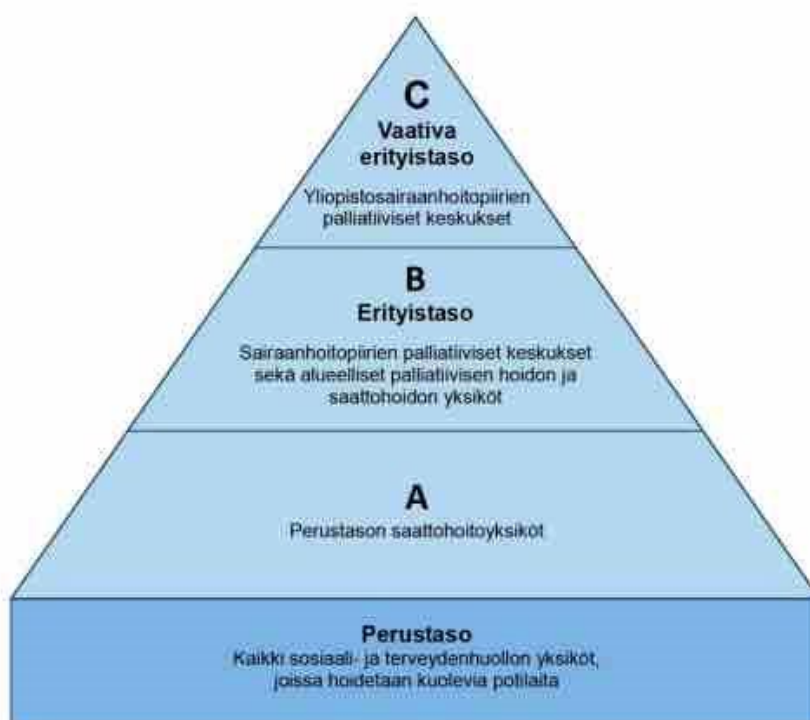 C
Vaativa
erityistaso
Yliopistosairaanhoitopiirien
palliatiiviset keskukset
B
Erityistaso
Sairaanhoitopiirien palliatiiviset keskukset
sekä alueelliset palliatiivisen hoidon ja
saattohoidon yksiköt
A
Perustason saattohoitoyksiköt
Perustaso
Kaikki sosiaali- ja terveydenhuollon yksiköt,
joissa hoidetaan kuolevia potilaita